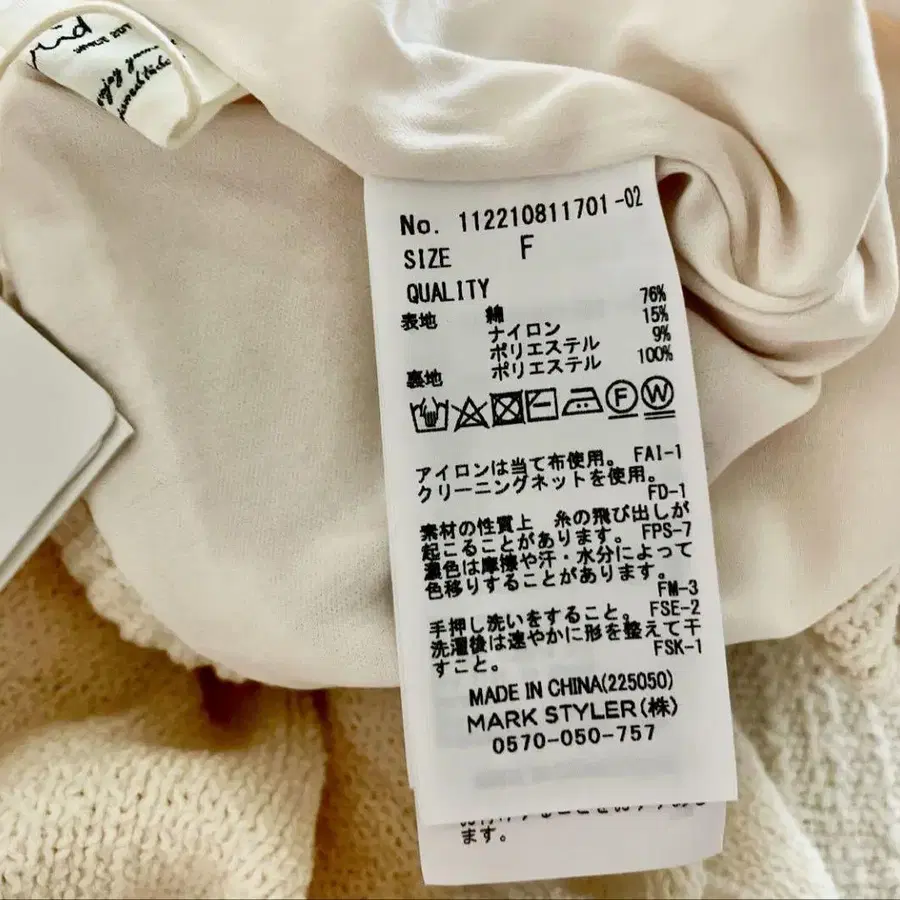 No. 112210811701-02
SIZE F
QUALITY
表地 綿 76%
ナイロン 15%
ポリエステル 9%
裏地 ポリエステル 100%
F W
アイロンは当て布使用。 FAI-1
クリーニングネットを使用。
FD-1
素材の性質上 糸の飛び出しが
起こることがあります。 FPS-7
濃色は摩擦や汗・水分によって
色移りすることがあります。
FM-3
手押し洗いをすること。 FSE-2
洗濯後は速やかに形を整えて干
すこと。 FSK-1
MADE IN CHINA(225050)
MARK STYLER(株)
0570-050-757
ます。